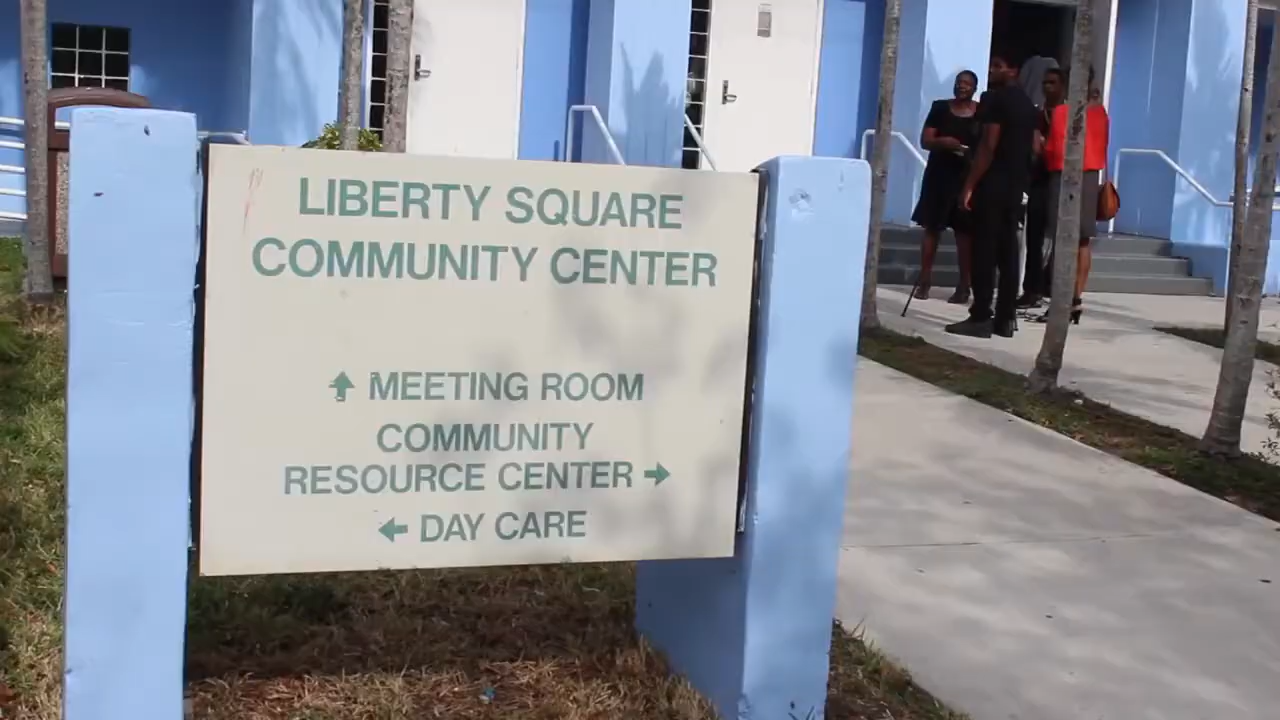 LIBERTY SQUARE
COMMUNITY CENTER
MEETING ROOM
COMMUNITY
RESOURCE CENTER
DAY CARE